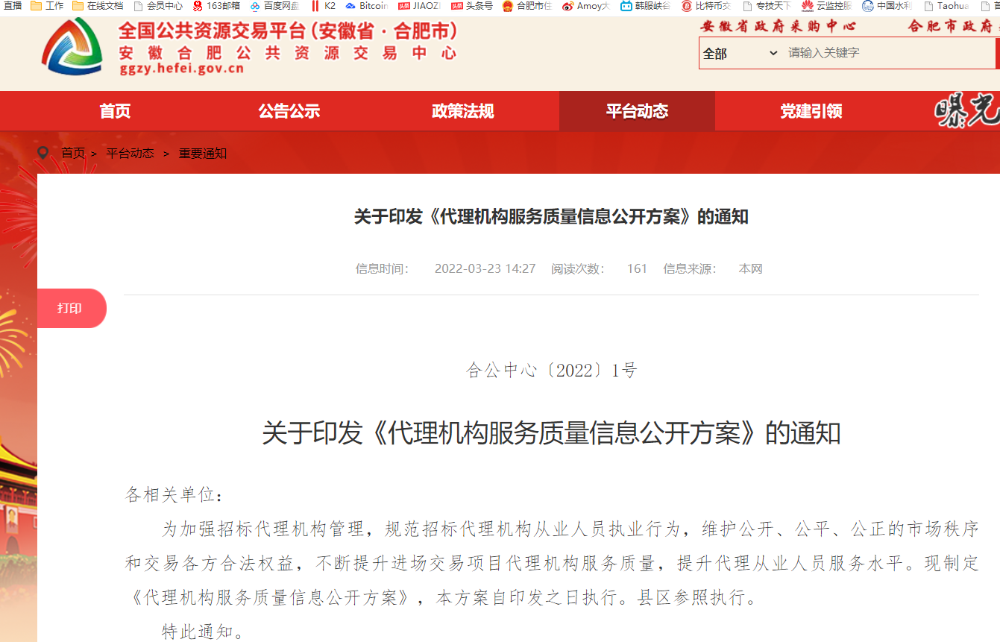 直播 工作 在线文档 会员中心 163邮箱 百度网盘 K2 Bitcoin 头条 JIAOZI 头条 头条号 合肥市住 Amoy大 韩服峡谷 比特币交 专技天下 云监控服 中国水利 Taohua
全国公共资源交易平台(安徽省·合肥市)
安徽合肥公共资源交易中心
ggzy.hefei.gov.cn
安徽省政府采购中心 合肥市政府
全部 请输入关键字
首页 公告公示 政策法规 平台动态 党建引领 曝光
首页 > 平台动态 > 重要通知
关于印发《代理机构服务质量信息公开方案》的通知
信息时间: 2022-03-23 14:27 阅读次数: 161 信息来源: 本网
打印
合公中心〔2022〕1号
关于印发《代理机构服务质量信息公开方案》的通知
各相关单位:
为加强招标代理机构管理，规范招标代理机构从业人员执业行为，维护公开、公平、公正的市场秩序
和交易各方合法权益，不断提升进场交易项目代理机构服务质量，提升代理从业人员服务水平。现制定
《代理机构服务质量信息公开方案》，本方案自印发之日执行。县区参照执行。
特此通知。